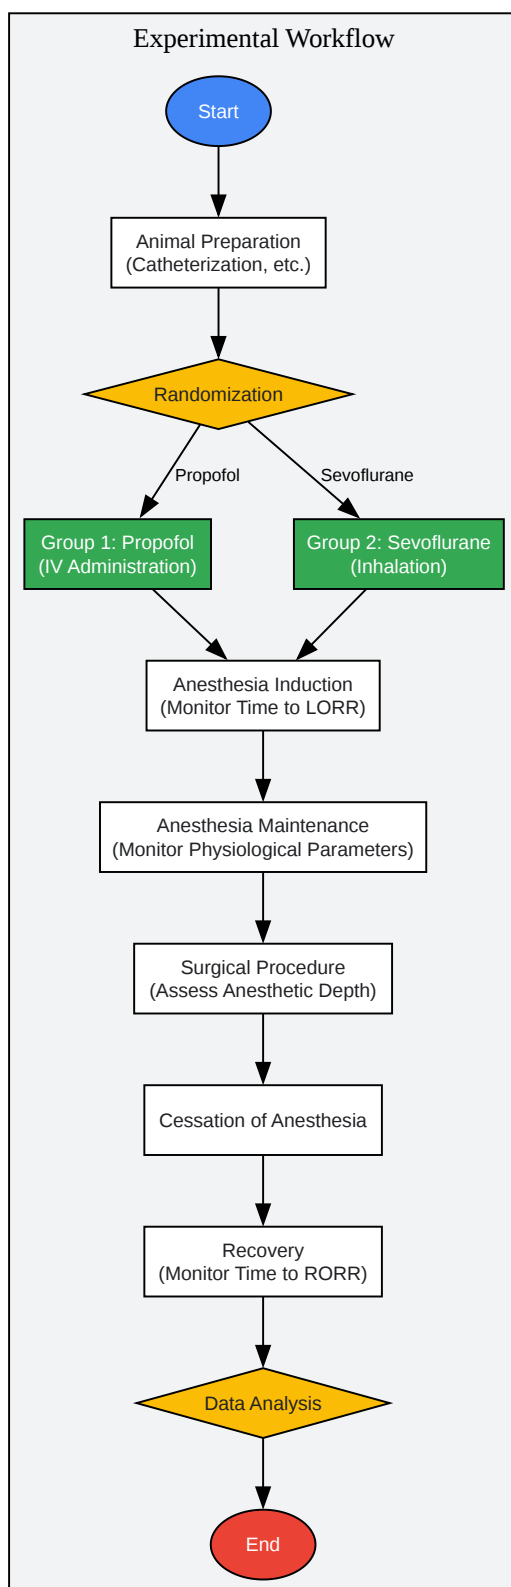 Experimental Workflow
Start
Animal Preparation
(Catheterization, etc.)
Randomization
Propofol
Sevoflurane
Group 1: Propofol
(IV Administration)
Group 2: Sevoflurane
(Inhalation)
Anesthesia Induction
(Monitor Time to LORR)
Anesthesia Maintenance
(Monitor Physiological Parameters)
Surgical Procedure
(Assess Anesthetic Depth)
Cessation of Anesthesia
Recovery
(Monitor Time to RORR)
Data Analysis
End